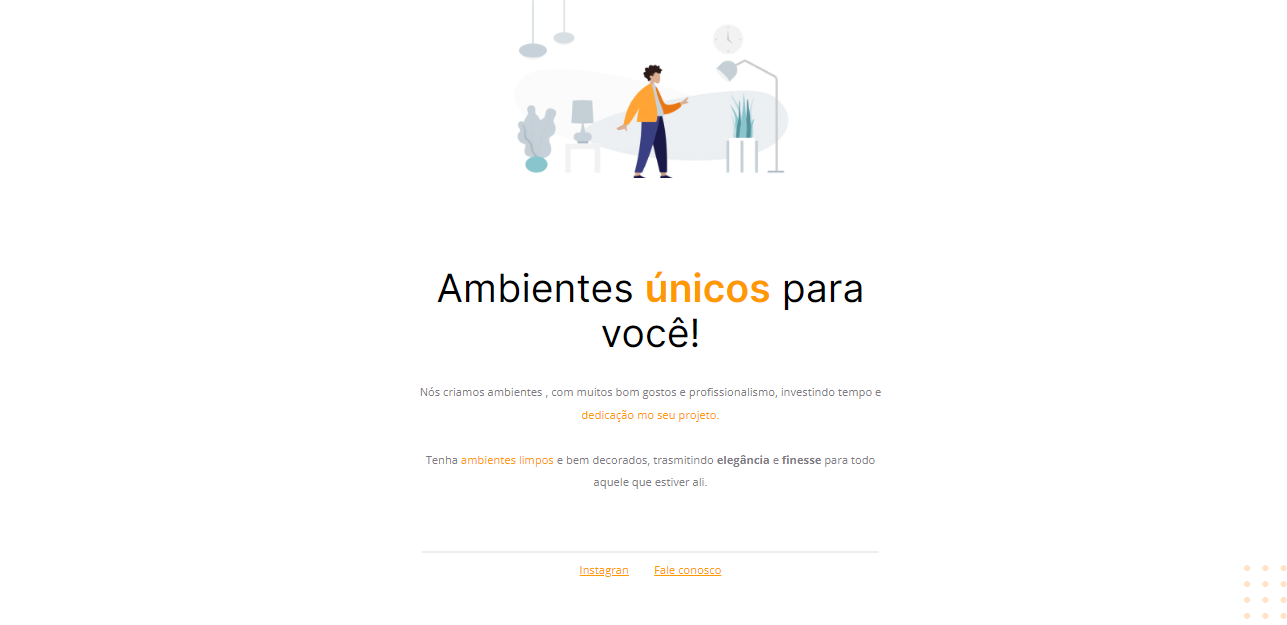 Ambientes únicos para
você!
Nós criamos ambientes , com muitos bom gostos e profissionalismo, investindo tempo e
dedicação mo seu projeto.
Tenha ambientes limpos e bem decorados, trasmitindo elegância e finesse para todo
aquele que estiver ali.
Instagran Fale conosco